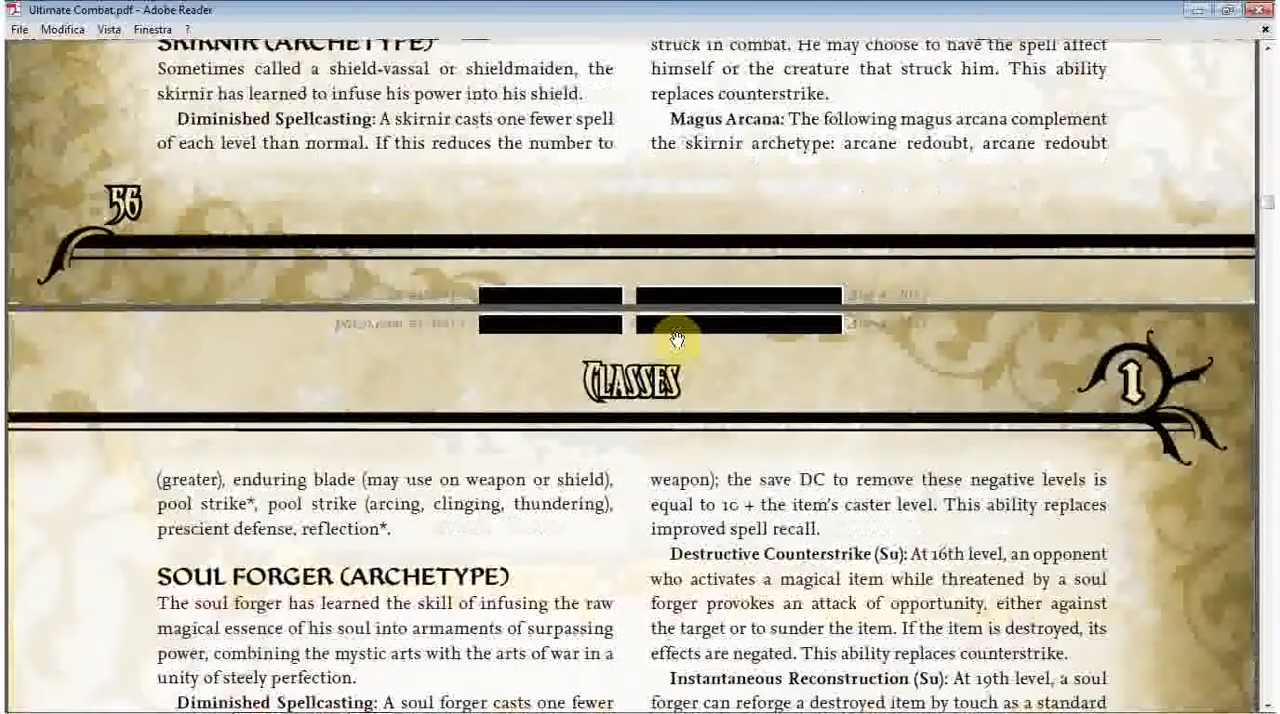 Ultimate Combat.pdf - Adobe Reader
File Modifica Vista Finestra ?
SKIRNIR (ARCHETYPE)
Sometimes called a shield-vassal or shieldmaiden, the
skirnir has learned to infuse his power into his shield.
Diminished Spellcasting: A skirnir casts one fewer spell
of each level than normal. If this reduces the number to
struck in combat. He may choose to have the spell affect
himself or the creature that struck him. This ability
replaces counterstrike.
Magus Arcana: The following magus arcana complement
the skirnir archetype: arcane redoubt, arcane redoubt
56
Classes
1
(greater), enduring blade (may use on weapon or shield),
pool strike*, pool strike (arcing, clinging, thundering),
prescient defense, reflection*.
SOUL FORGER (ARCHETYPE)
The soul forger has learned the skill of infusing the raw
magical essence of his soul into armaments of surpassing
power, combining the mystic arts with the arts of war in a
unity of steely perfection.
Diminished Spellcasting: A soul forger casts one fewer
weapon); the save DC to remove these negative levels is
equal to 10 + the item's caster level. This ability replaces
improved spell recall.
Destructive Counterstrike (Su): At 16th level, an opponent
who activates a magical item while threatened by a soul
forger provokes an attack of opportunity, either against
the target or to sunder the item. If the item is destroyed, its
effects are negated. This ability replaces counterstrike.
Instantaneous Reconstruction (Su): At 19th level, a soul
forger can reforge a destroyed item by touch as a standard